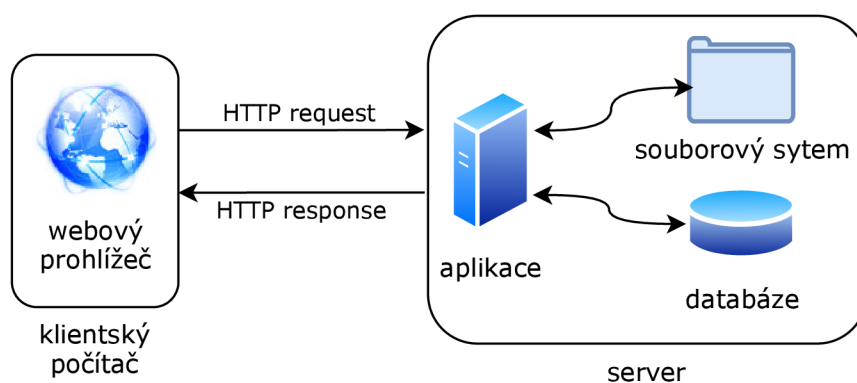 HTTP request
HTTP response
webový
prohlížeč
klientský
počítač
souborový sytem
aplikace
databáze
server